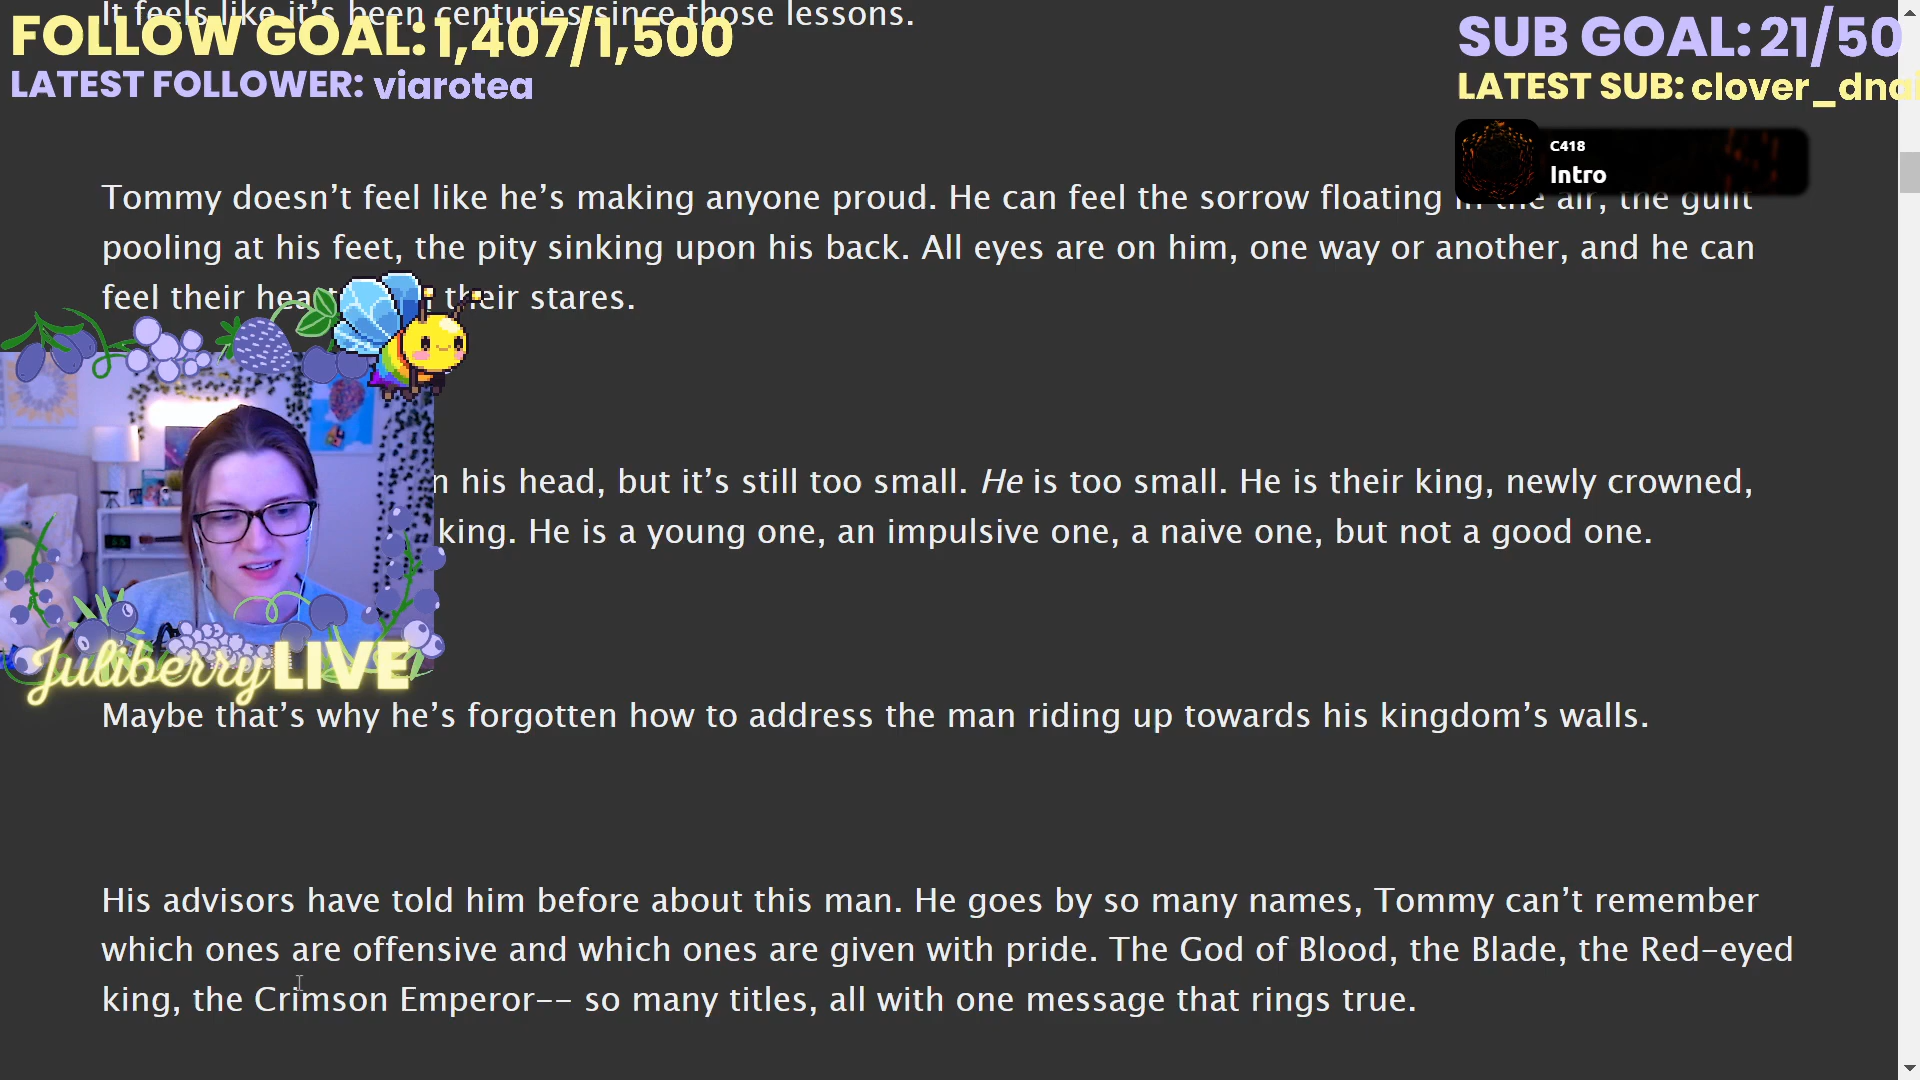 It feels like it’s been centuries since those lessons.
FOLLOW GOAL: 1,407/1,500
LATEST FOLLOWER: viarotea
SUB GOAL: 21/50
LATEST SUB: clover_dna
C418
Intro
Tommy doesn’t feel like he’s making anyone proud. He can feel the sorrow floating in the air, the guilt
pooling at his feet, the pity sinking upon his back. All eyes are on him, one way or another, and he can
feel their their stares.
his head, but it’s still too small. He is too small. He is their king, newly crowned,
king. He is a young one, an impulsive one, a naive one, but not a good one.
Juliberry LIVE
Maybe that’s why he’s forgotten how to address the man riding up towards his kingdom’s walls.
His advisors have told him before about this man. He goes by so many names, Tommy can’t remember
which ones are offensive and which ones are given with pride. The God of Blood, the Blade, the Red-eyed
king, the Crimson Emperor-- so many titles, all with one message that rings true.